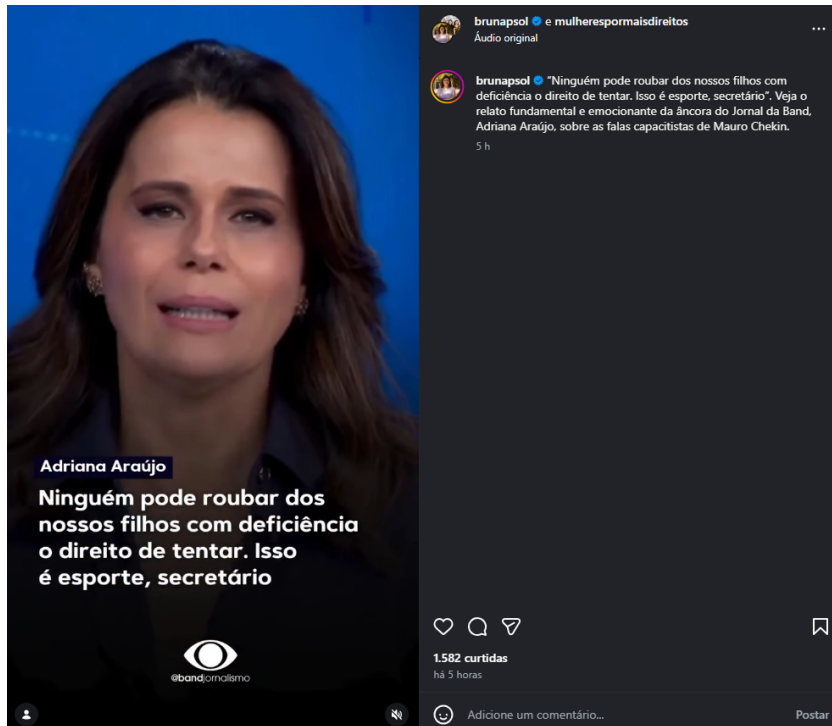 Adriana Araújo
Ninguém pode roubar dos
nossos filhos com deficiência
o direito de tentar. Isso
é esporte, secretário
@bandjornalismo
brunapsol e mulherespormaisdireitos
Áudio original
brunapsol "Ninguém pode roubar dos nossos filhos com
deficiência o direito de tentar. Isso é esporte, secretário". Veja o
relato fundamental e emocionante da âncora do Jornal da Band,
Adriana Araújo, sobre as falas capacitistas de Mauro Chekin.
5 h
1.582 curtidas
há 5 horas
Adicione um comentário...
Postar